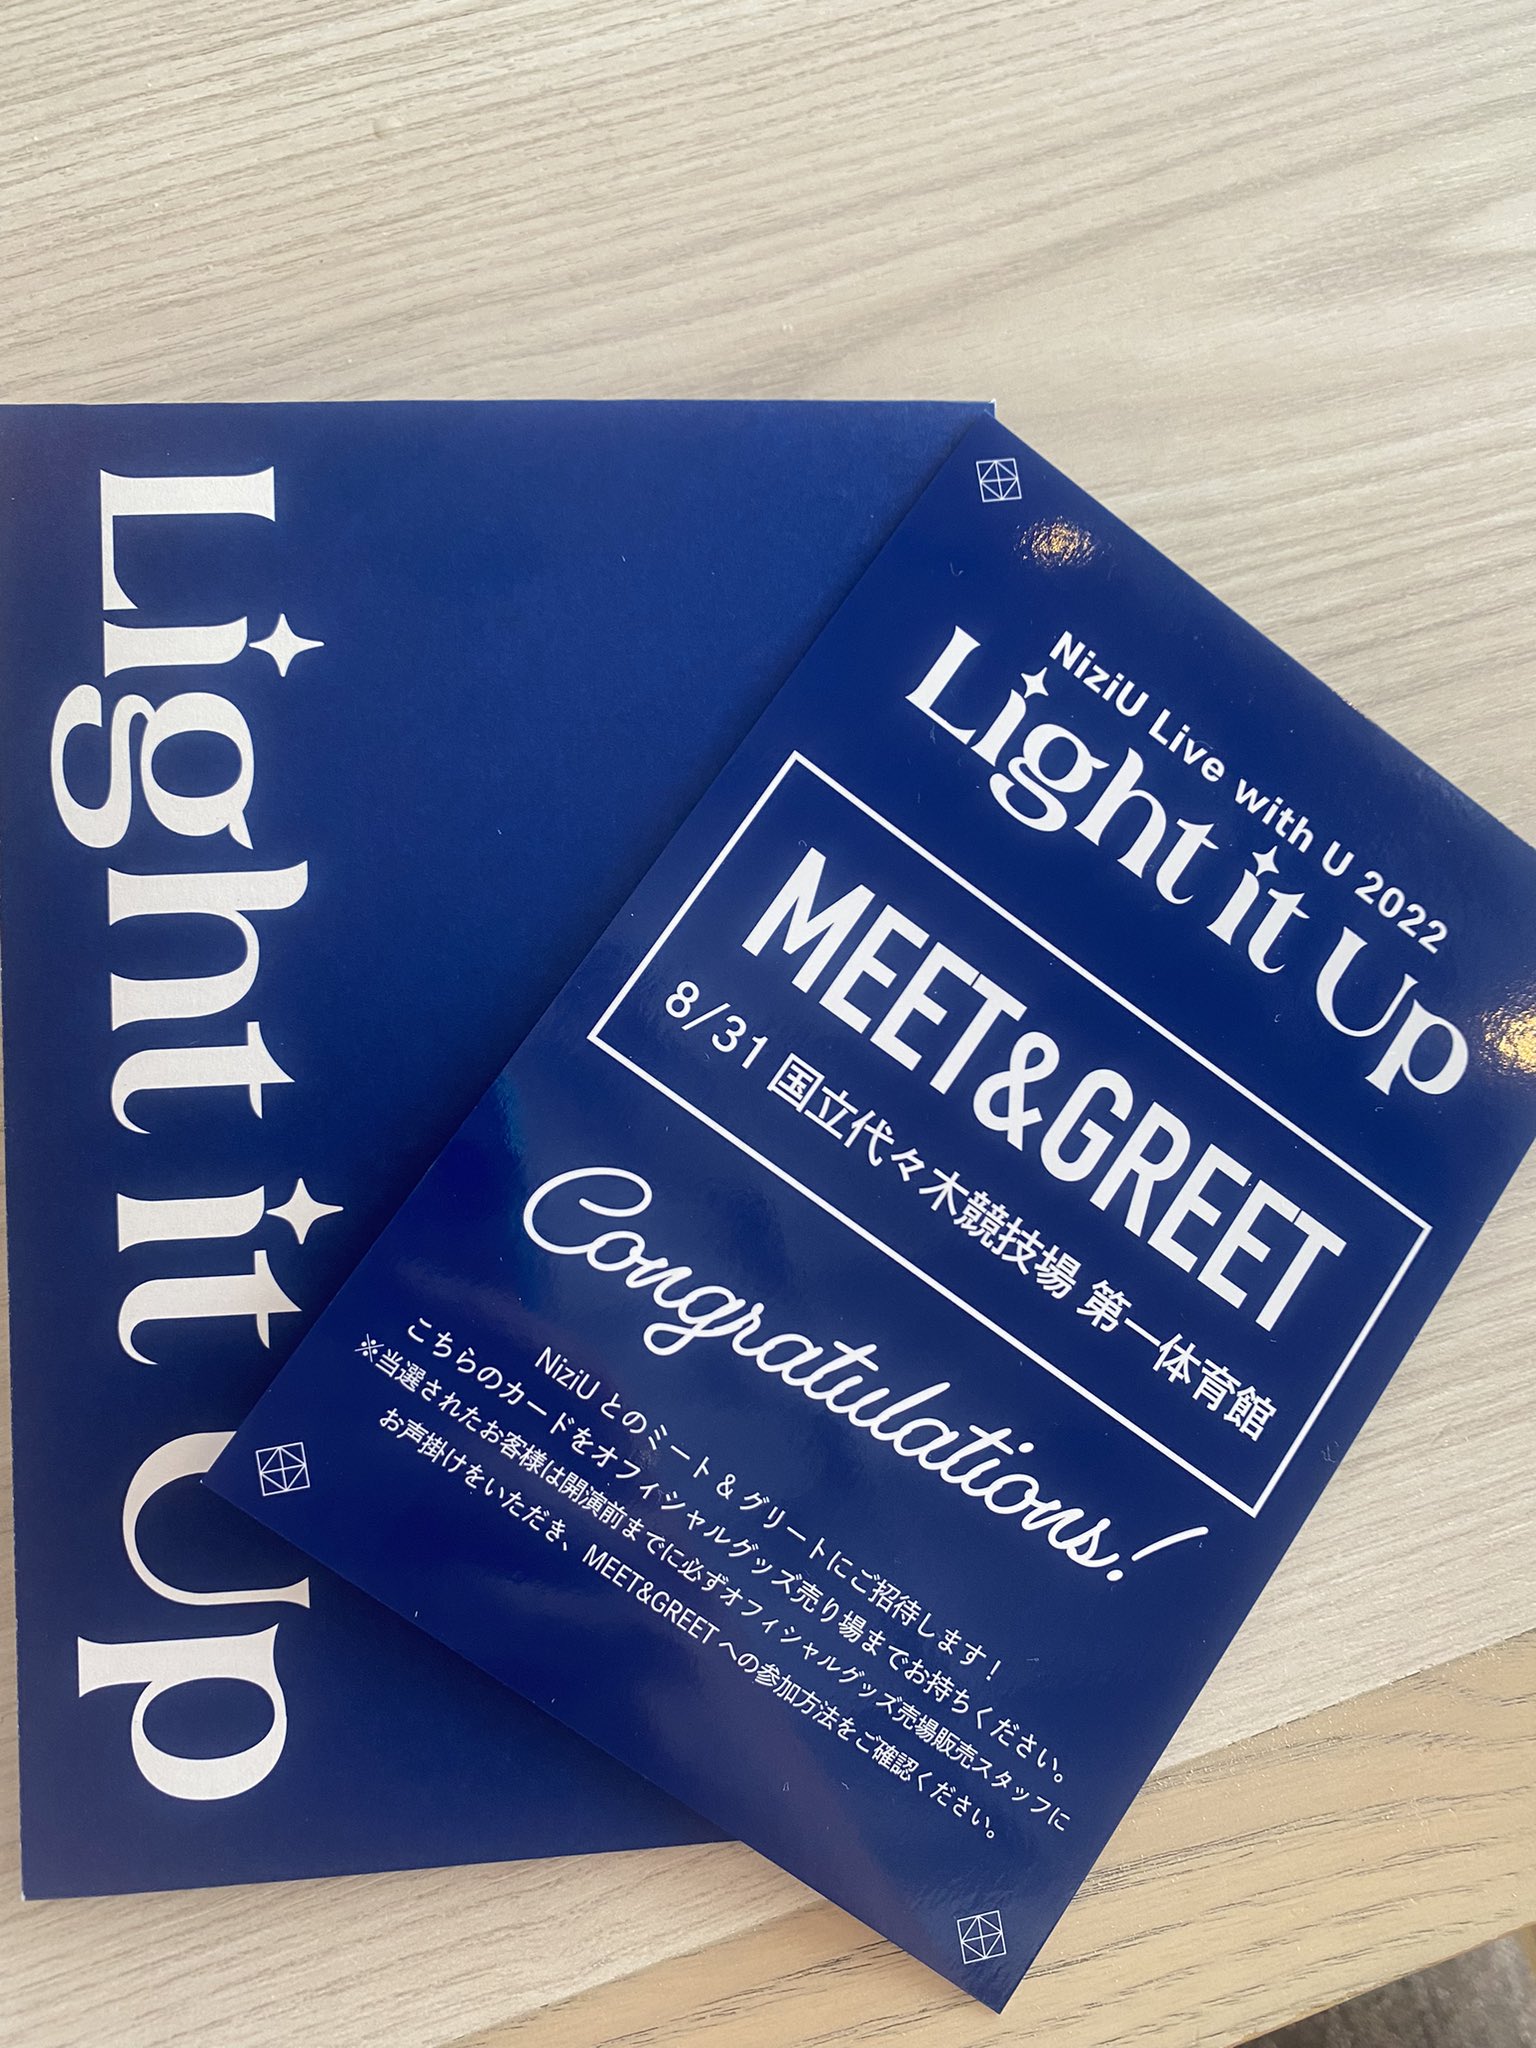 Light it Up
NiziU Live with U 2022
Light it Up
MEET&GREET
8/31 国立代々木競技場 第一体育館
Congratulations!
NiziU とのミート & グリートにご招待します！
こちらのカードをオフィシャルグッズ売り場までお持ちください。
※当選されたお客様は開演前までに必ずオフィシャルグッズ売場販売スタッフに
お声掛けをいただき、MEET&GREET への参加方法をご確認ください。